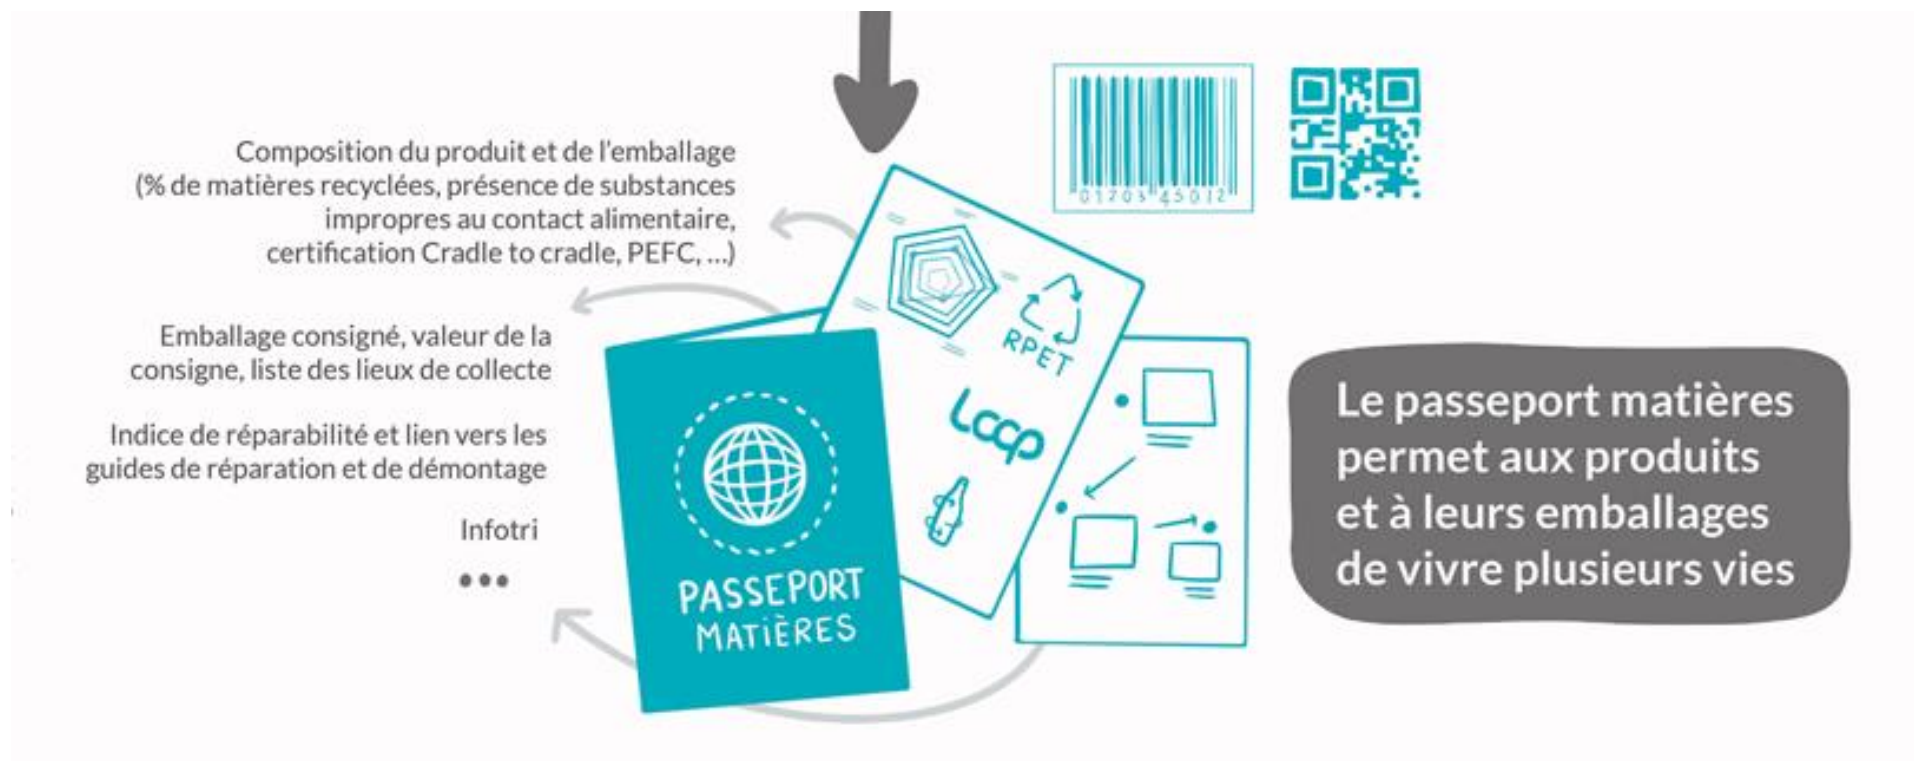 Composition du produit et de l'emballage
(% de matières recyclées, présence de substances
impropres au contact alimentaire,
certification Cradle to cradle, PEFC, ...)
Emballage consigné, valeur de la
consigne, liste des lieux de collecte
Indice de réparabilité et lien vers les
guides de réparation et de démontage
Infotri
•••
PASSEPORT
MATIÈRES
RPET
Loop
Le passeport matières
permet aux produits
et à leurs emballages
de vivre plusieurs vies